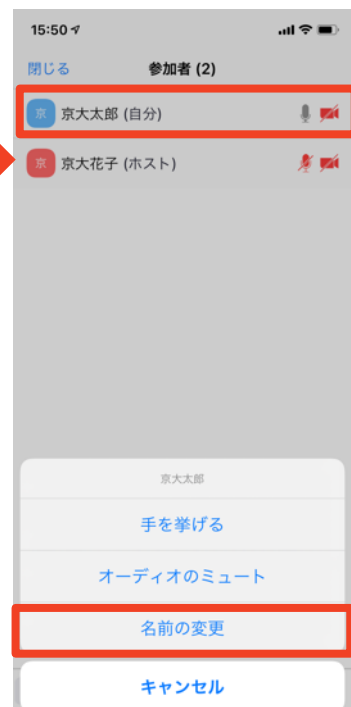 15:50
閉じる 参加者 (2)
京 京大太郎 (自分)
京 京大花子 (ホスト)
京大太郎
手を挙げる
オーディオのミュート
名前の変更
キャンセル